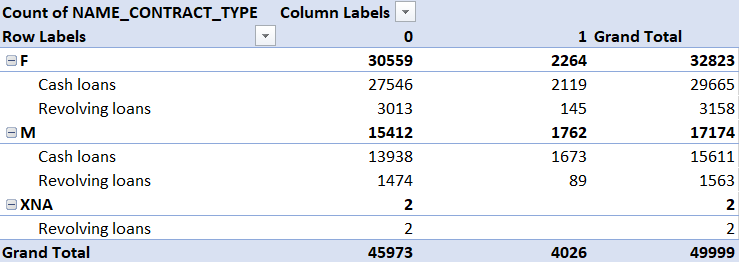 Count of NAME_CONTRACT_TYPE Column Labels
Row Labels 0 1 Grand Total
F 30559 2264 32823
Cash loans 27546 2119 29665
Revolving loans 3013 145 3158
M 15412 1762 17174
Cash loans 13938 1673 15611
Revolving loans 1474 89 1563
XNA 2 2
Revolving loans 2 2
Grand Total 45973 4026 49999